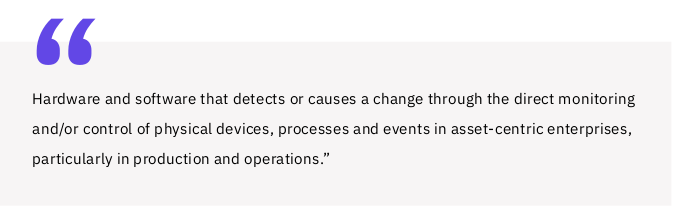 “
Hardware and software that detects or causes a change through the direct monitoring
and/or control of physical devices, processes and events in asset-centric enterprises,
particularly in production and operations.”